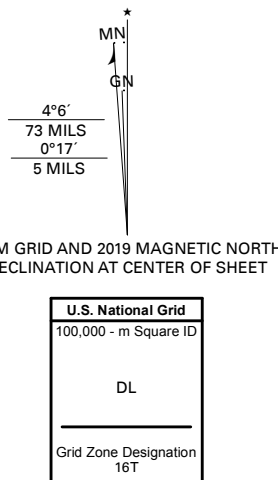 ★
MN
GN
4°6´
73 MILS
0°17´
5 MILS
M GRID AND 2019 MAGNETIC NORTH
ECLINATION AT CENTER OF SHEET
U.S. National Grid
100,000 - m Square ID
DL
Grid Zone Designation
16T